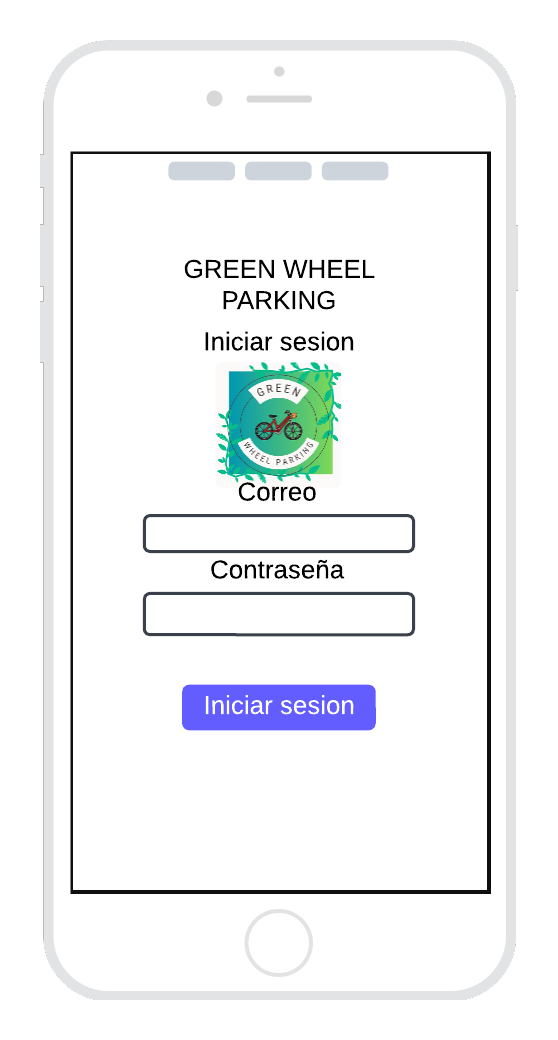 GREEN WHEEL
PARKING
Iniciar sesion
GREEN
WHEEL PARKING
Correo
Contraseña
Iniciar sesion